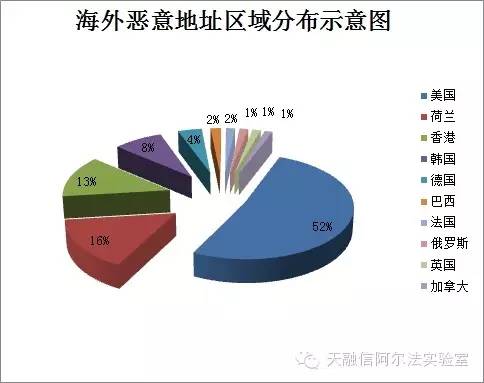 海外恶意地址区域分布示意图
2%
2%
1%
1%
1%
4%
8%
13%
16%
52%
美国
荷兰
香港
韩国
德国
巴西
法国
俄罗斯
英国
加拿大
天融信阿尔法实验室